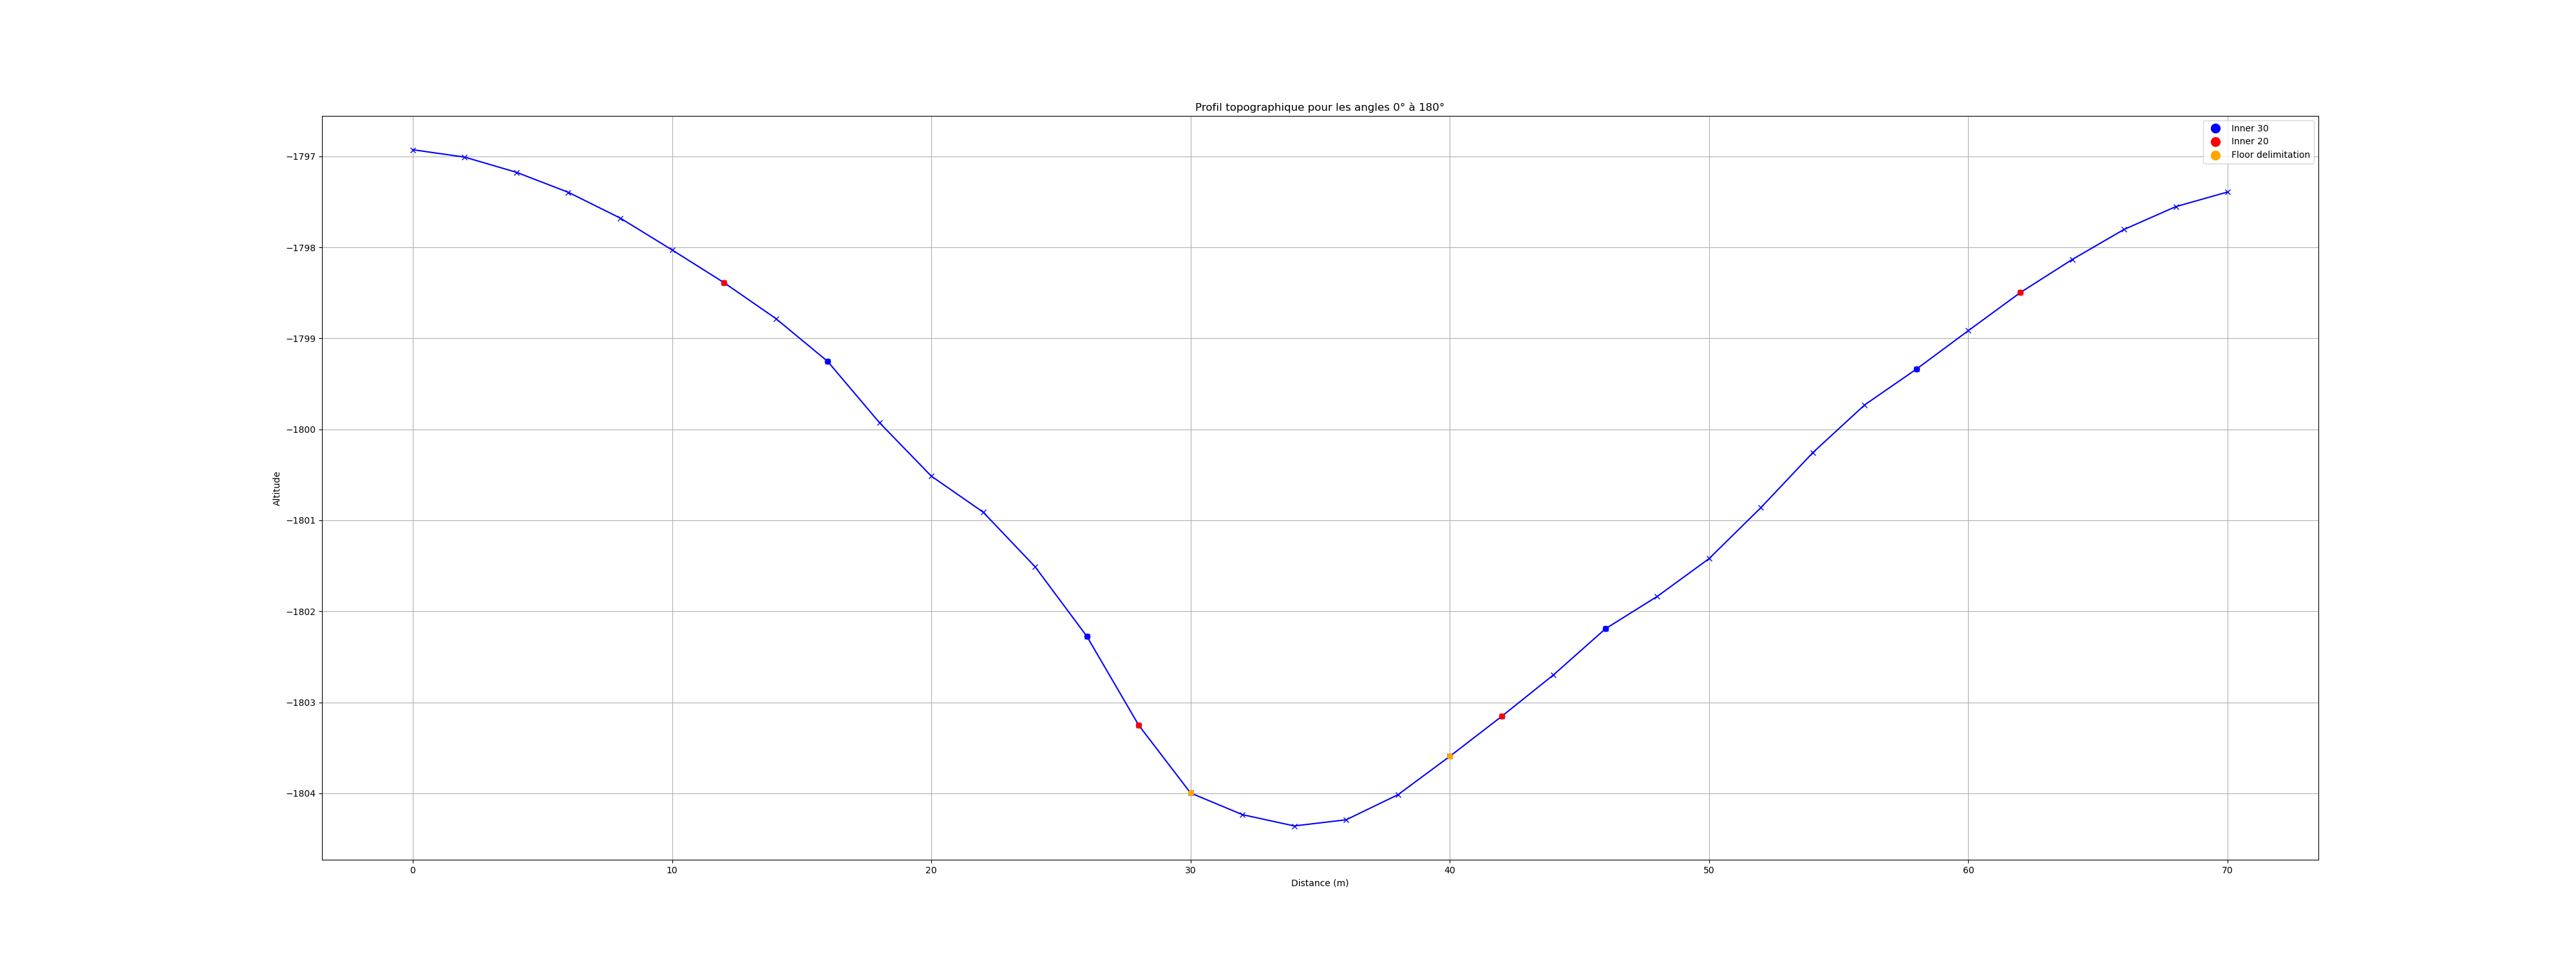 Profil topographique pour les angles 0° à 180°
Inner 30
Inner 20
Floor delimitation
−1797
−1798
−1799
−1800
−1801
−1802
−1803
−1804
Altitude
0 10 20 30 40 50 60 70
Distance (m)